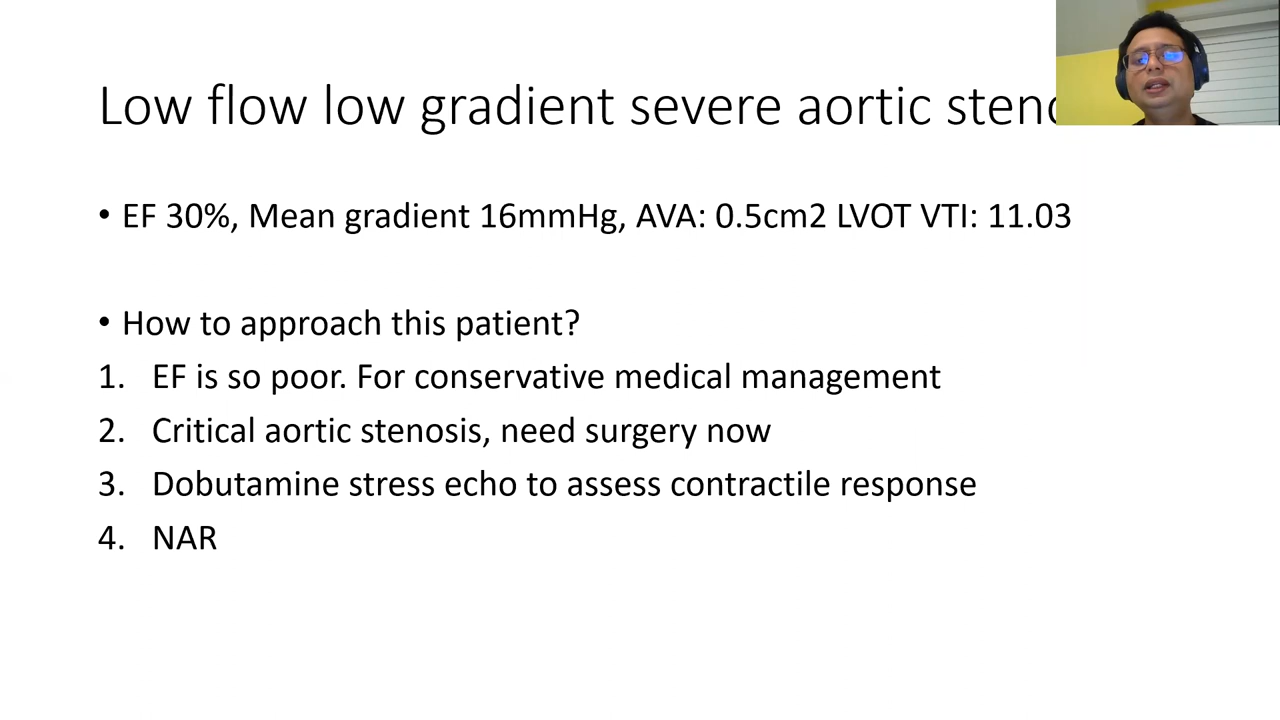 Low flow low gradient severe aortic
• EF 30%, Mean gradient 16mmHg, AVA: 0.5cm2 LVOT VTI: 11.03
• How to approach this patient?
1. EF is so poor. For conservative medical management
2. Critical aortic stenosis, need surgery now
3. Dobutamine stress echo to assess contractile response
4. NAR